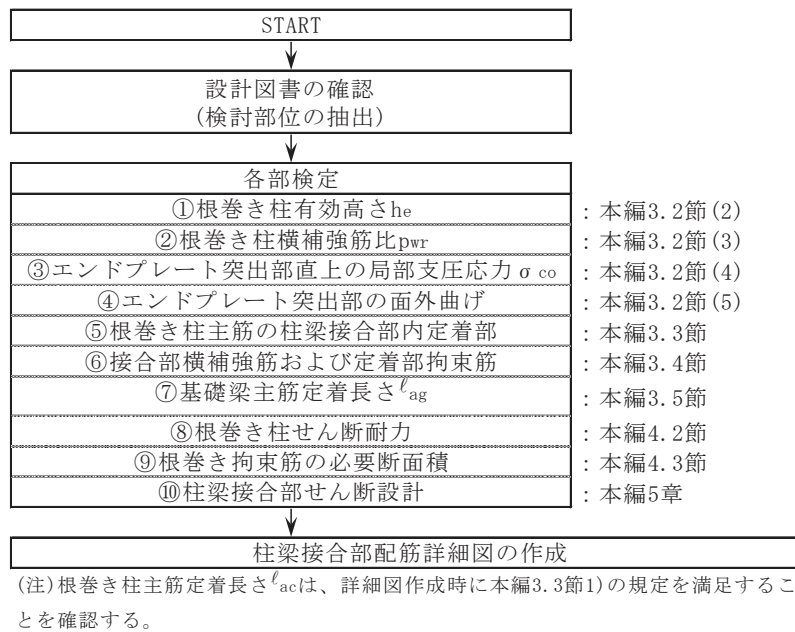 START
設計図書の確認
(検討部位の抽出)
各部検定
①根巻き柱有効高さhe ：本編3.2節(2)
②根巻き柱横補強筋比pwr ：本編3.2節(3)
③エンドプレート突出部直上の局部支圧応力σco ：本編3.2節(4)
④エンドプレート突出部の面外曲げ ：本編3.2節(5)
⑤根巻き柱主筋の柱梁接合部内定着部 ：本編3.3節
⑥接合部横補強筋および定着部拘束筋 ：本編3.4節
⑦基礎梁主筋定着長さℓag ：本編3.5節
⑧根巻き柱せん断耐力 ：本編4.2節
⑨根巻き拘束筋の必要断面積 ：本編4.3節
⑩柱梁接合部せん断設計 ：本編5章
柱梁接合部配筋詳細図の作成
(注)根巻き柱主筋定着長さℓacは、詳細図作成時に本編3.3節1)の規定を満足するこ
とを確認する。